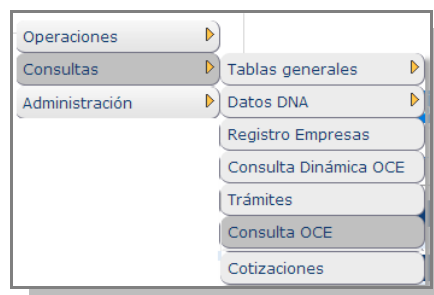 Operaciones
Consultas
Administración
Tablas generales
Datos DNA
Registro Empresas
Consulta Dinámica OCE
Trámites
Consulta OCE
Cotizaciones